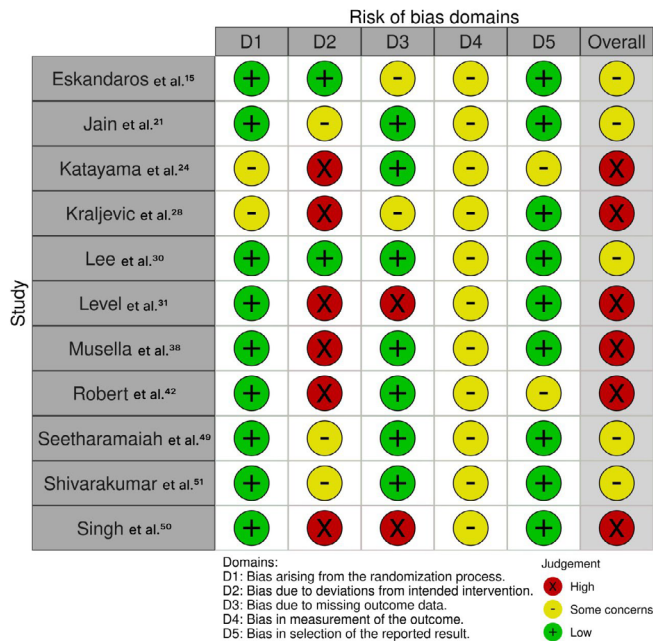 Risk of bias domains
D1 D2 D3 D4 D5 Overall
Study
Eskandaros et al.¹⁵ + + - - + -
Jain et al.²¹ + - + - + -
Katayama et al.²⁴ - X + - - X
Kraljevic et al.²⁸ - X - - + X
Lee et al.³⁰ + + + - + -
Level et al.³¹ + X X - + X
Musella et al.³⁸ + X + - + X
Robert et al.⁴² + X + - - X
Seetharamaiah et al.⁴⁹ + - + - + -
Shivarakumar et al.⁵¹ + - + - + -
Singh et al.⁵⁰ + X X - + X
Domains:
D1: Bias arising from the randomization process.
D2: Bias due to deviations from intended intervention.
D3: Bias due to missing outcome data.
D4: Bias in measurement of the outcome.
D5: Bias in selection of the reported result.
Judgement
X High
- Some concerns
+ Low